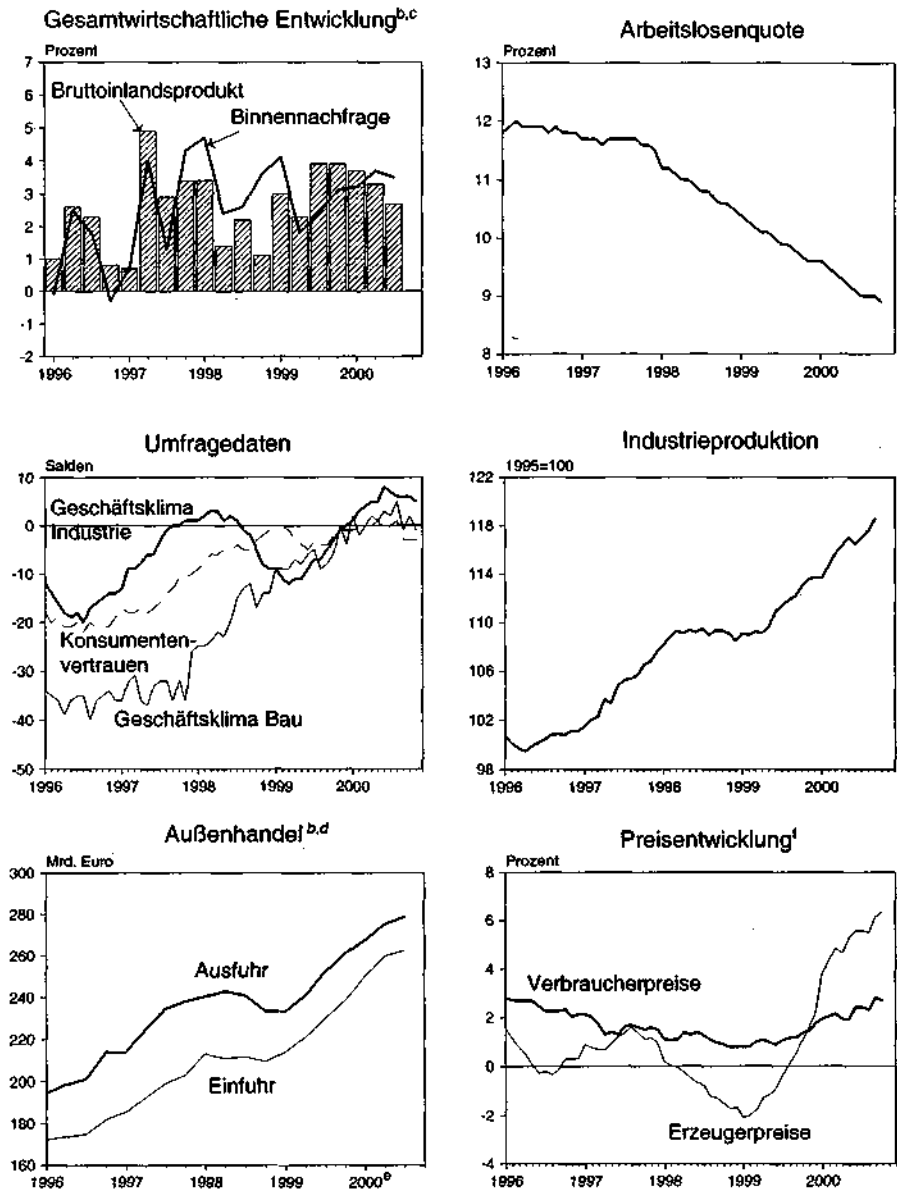 Gesamtwirtschaftliche Entwicklung b,c
Prozent
7
6
5
4
3
2
1
0
-1
-2
Bruttoinlandsprodukt
Binnennachfrage
1996 1997 1998 1999 2000
Arbeitslosenquote
Prozent
13
12
11
10
9
8
1996 1997 1998 1999 2000
Umfragedaten
Salden
10
0
-10
-20
-30
-40
-50
Geschäftsklima
Industrie
Konsumenten-
vertrauen
Geschäftsklima Bau
1996 1997 1998 1999 2000
Industrieproduktion
1995=100
122
118
114
110
106
102
98
1996 1997 1998 1999 2000
Außenhandel b,d
Mrd. Euro
300
280
260
240
220
200
180
160
Ausfuhr
Einfuhr
1996 1997 1998 1999 2000 e
Preisentwicklung f
Prozent
8
6
4
2
0
-2
-4
Verbraucherpreise
Erzeugerpreise
1996 1997 1998 1999 2000